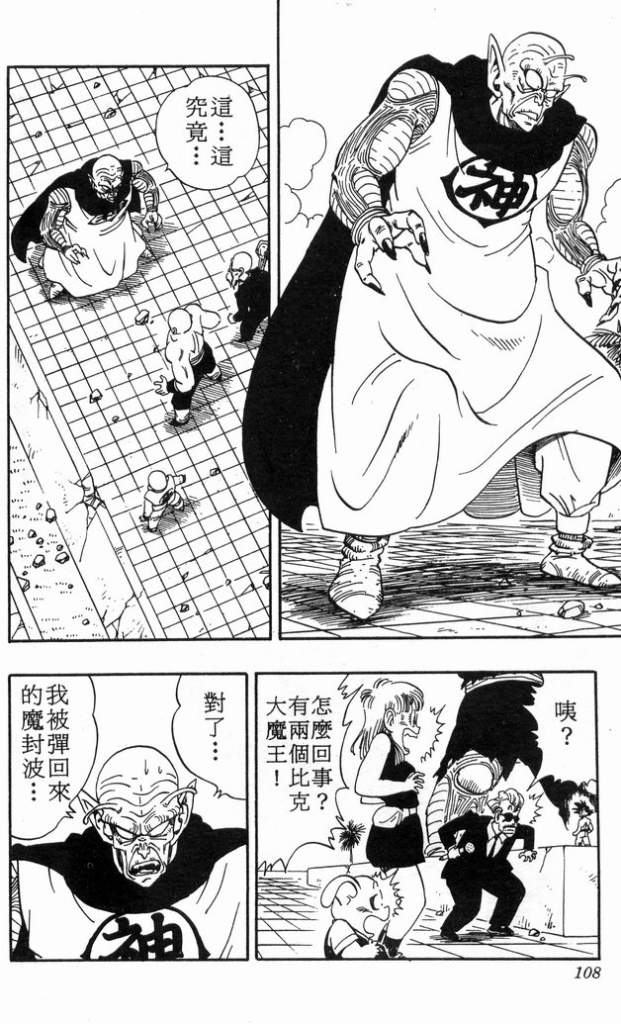 神
這…這
究竟…
咦？
怎麼回事？
有兩個比克
大魔王！
對了…
我被彈回來
的魔封波…
神
108